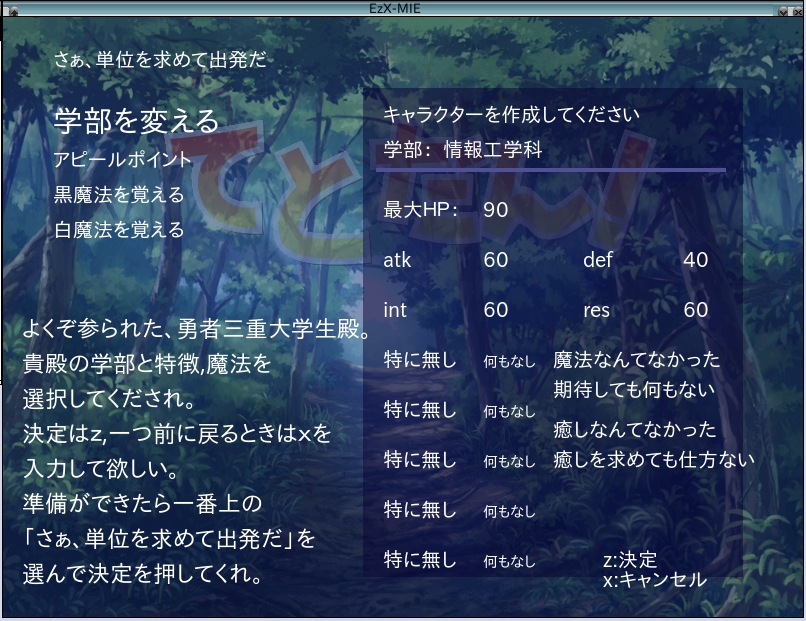 EzX-MIE
さぁ、単位を求めて出発だ
学部を変える
アピールポイント
黒魔法を覚える
白魔法を覚える
てとたん!
よくぞ参られた、勇者三重大学生殿。
貴殿の学部と特徴,魔法を
選択してくだされ。
決定はz,一つ前に戻るときはxを
入力して欲しい。
準備ができたら一番上の
「さぁ、単位を求めて出発だ」を
選んで決定を押してくれ。
キャラクターを作成してください
学部: 情報工学科
最大HP: 90
atk 60 def 40
int 60 res 60
特に無し 何もなし 魔法なんてなかった
期待しても何もない
特に無し 何もなし
癒しなんてなかった
特に無し 何もなし 癒しを求めても仕方ない
特に無し 何もなし
特に無し 何もなし z:決定
x:キャンセル